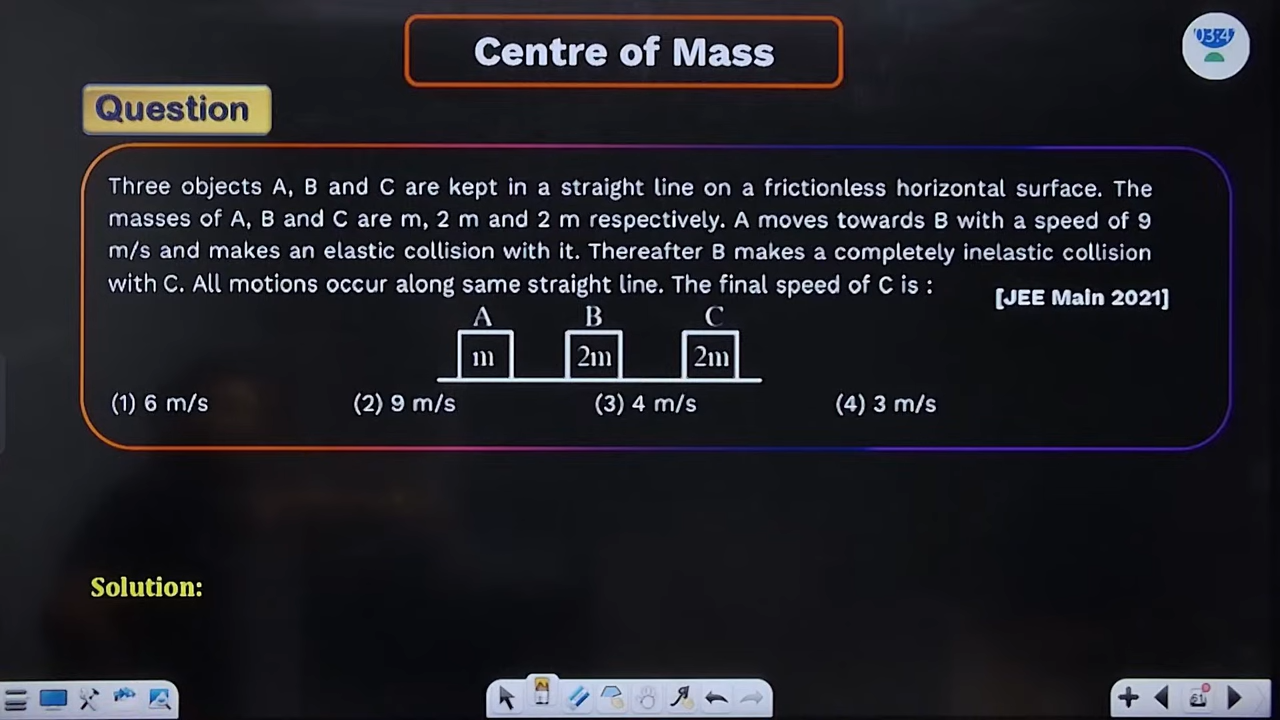 Centre of Mass
03:4
Question
Three objects A, B and C are kept in a straight line on a frictionless horizontal surface. The
masses of A, B and C are m, 2 m and 2 m respectively. A moves towards B with a speed of 9
m/s and makes an elastic collision with it. Thereafter B makes a completely inelastic collision
with C. All motions occur along same straight line. The final speed of C is :
[JEE Main 2021]
A B C
m 2m 2m
(1) 6 m/s (2) 9 m/s (3) 4 m/s (4) 3 m/s
Solution:
61